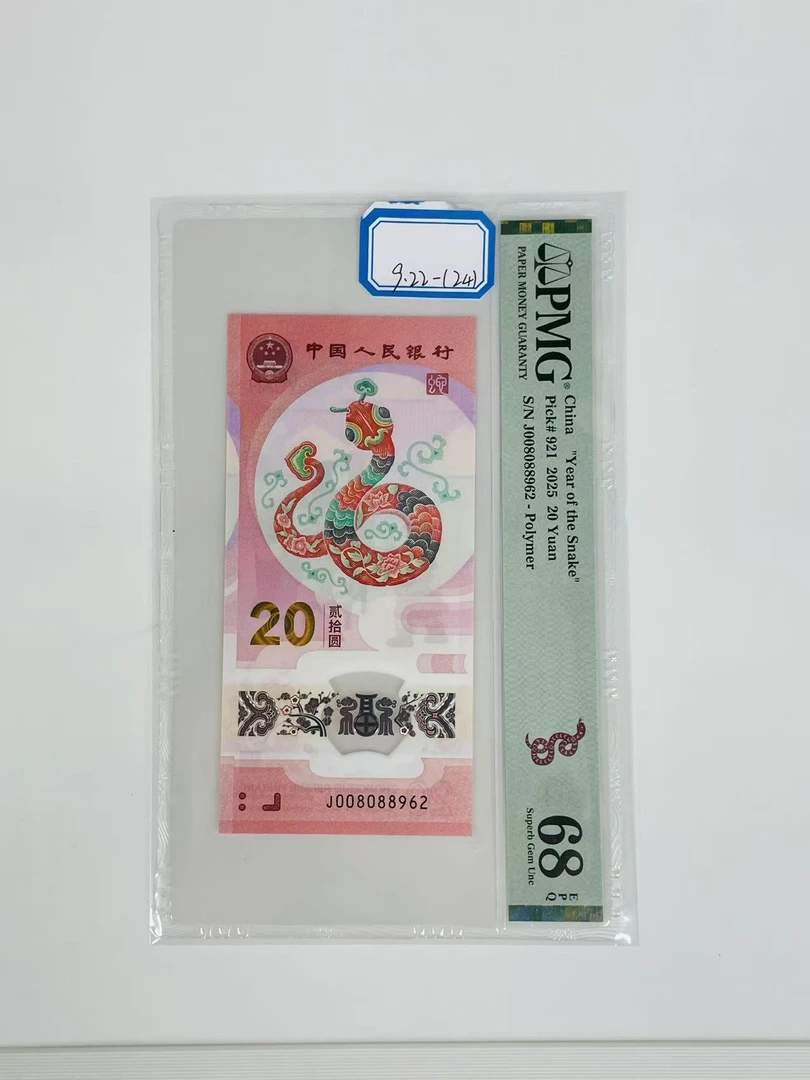 9.22-(24)
中国人民银行
20
贰拾圆
福
J008088962
PMG®
PAPER MONEY GUARANTY
China "Year of the Snake"
Pick# 921 2025 20 Yuan
S/N J008088962 - Polymer
68
EPQ
Superb Gem Unc